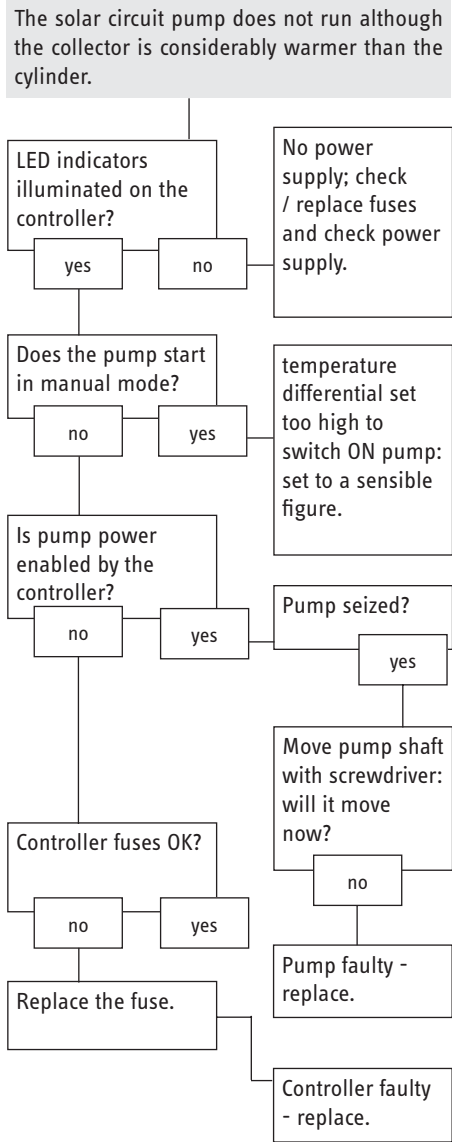 The solar circuit pump does not run although
the collector is considerably warmer than the
cylinder.
LED indicators
illuminated on the
controller?
yes
no
No power
supply; check
/ replace fuses
and check power
supply.
Does the pump start
in manual mode?
no
yes
temperature
differential set
too high to
switch ON pump:
set to a sensible
figure.
Is pump power
enabled by the
controller?
no
yes
Pump seized?
yes
Move pump shaft
with screwdriver:
will it move
now?
no
Pump faulty -
replace.
Controller fuses OK?
no
yes
Replace the fuse.
Controller faulty
- replace.